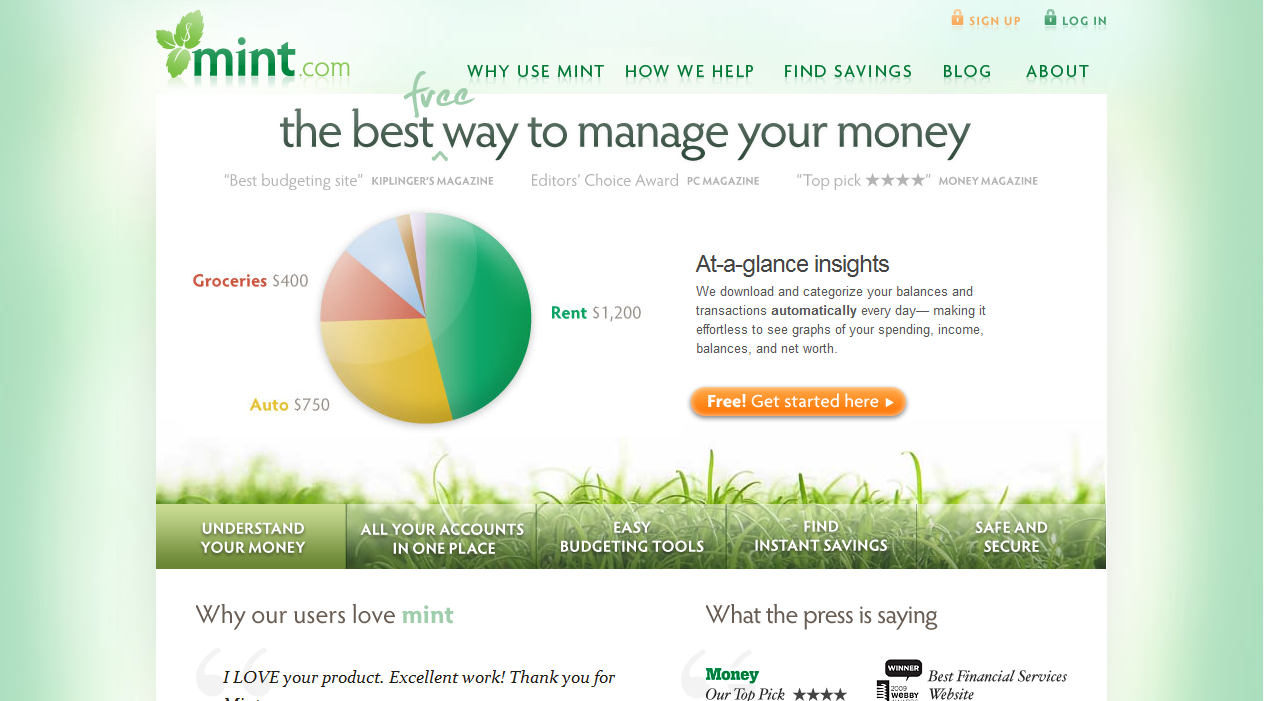 SIGN UP LOG IN
mint.com
WHY USE MINT HOW WE HELP FIND SAVINGS BLOG ABOUT
free
the best way to manage your money
"Best budgeting site" KIPLINGER'S MAGAZINE Editors' Choice Award PC MAGAZINE "Top pick ★★★★" MONEY MAGAZINE
Groceries $400
Rent $1,200
Auto $750
At-a-glance insights
We download and categorize your balances and
transactions automatically every day— making it
effortless to see graphs of your spending, income,
balances, and net worth.
Free! Get started here
UNDERSTAND
YOUR MONEY
ALL YOUR ACCOUNTS
IN ONE PLACE
EASY
BUDGETING TOOLS
FIND
INSTANT SAVINGS
SAFE AND
SECURE
Why our users love mint
I LOVE your product. Excellent work! Thank you for
What the press is saying
Money
Our Top Pick ★★★★
WINNER
2009
WEBBY
Best Financial Services
Website